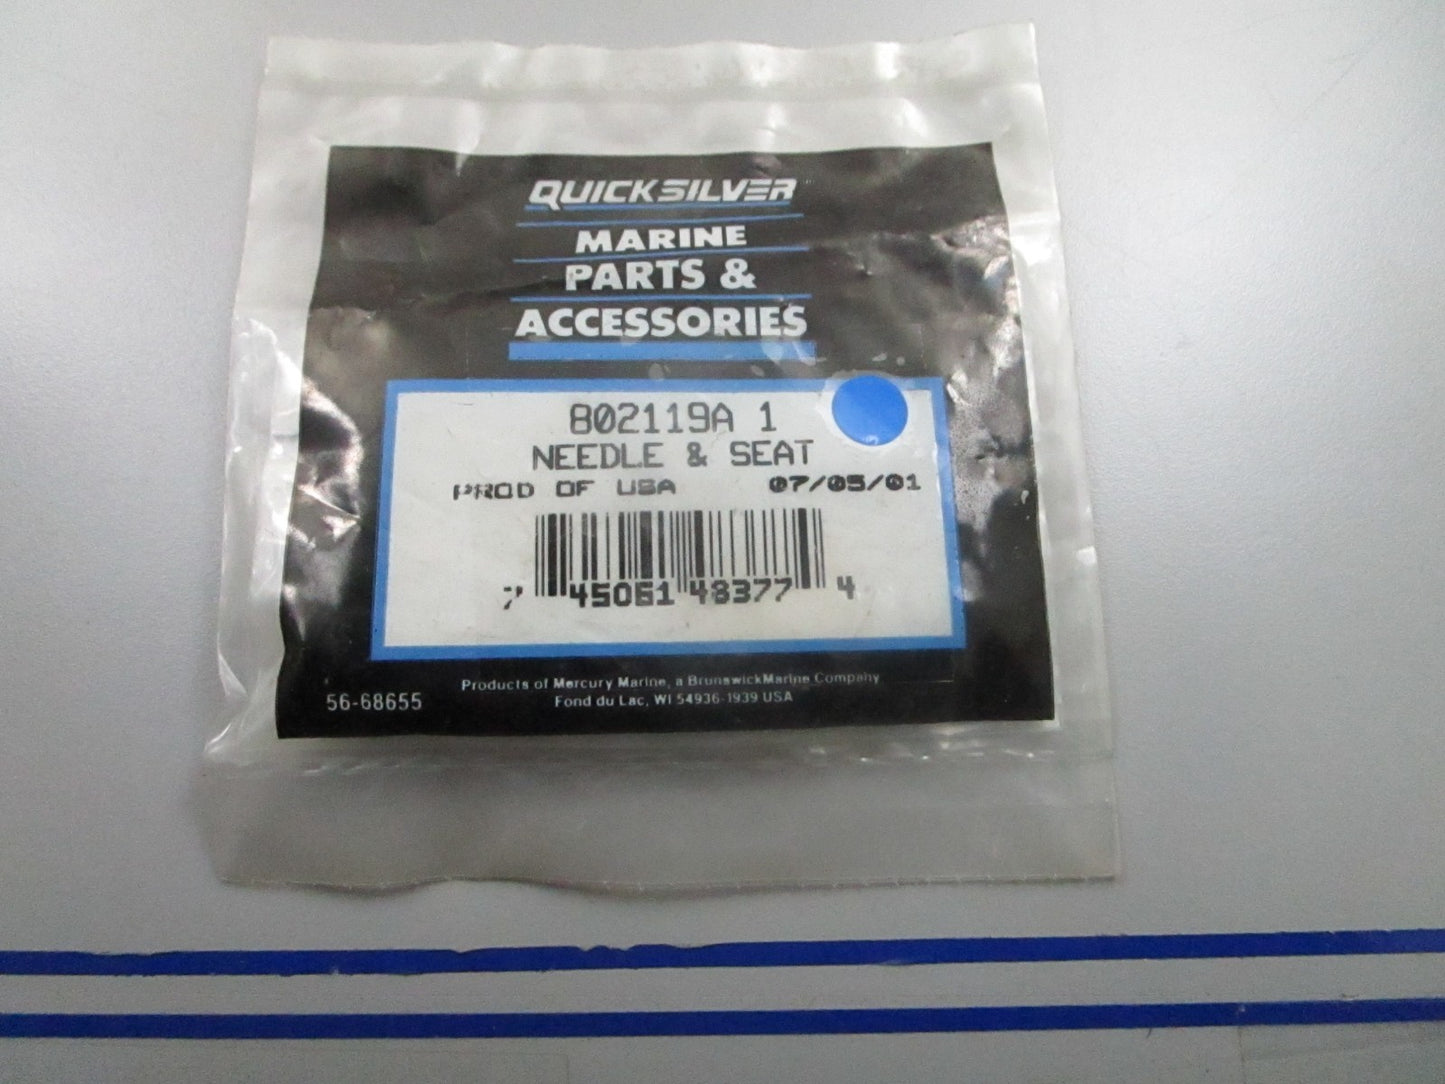 QUICKSILVER
MARINE
PARTS &
ACCESSORIES
802119A 1
NEEDLE & SEAT
PROD OF USA 07/05/01
7 45061 48377 4
Products of Mercury Marine, a BrunswickMarine Company
56-68655 Fond du Lac, WI 54936-1939 USA